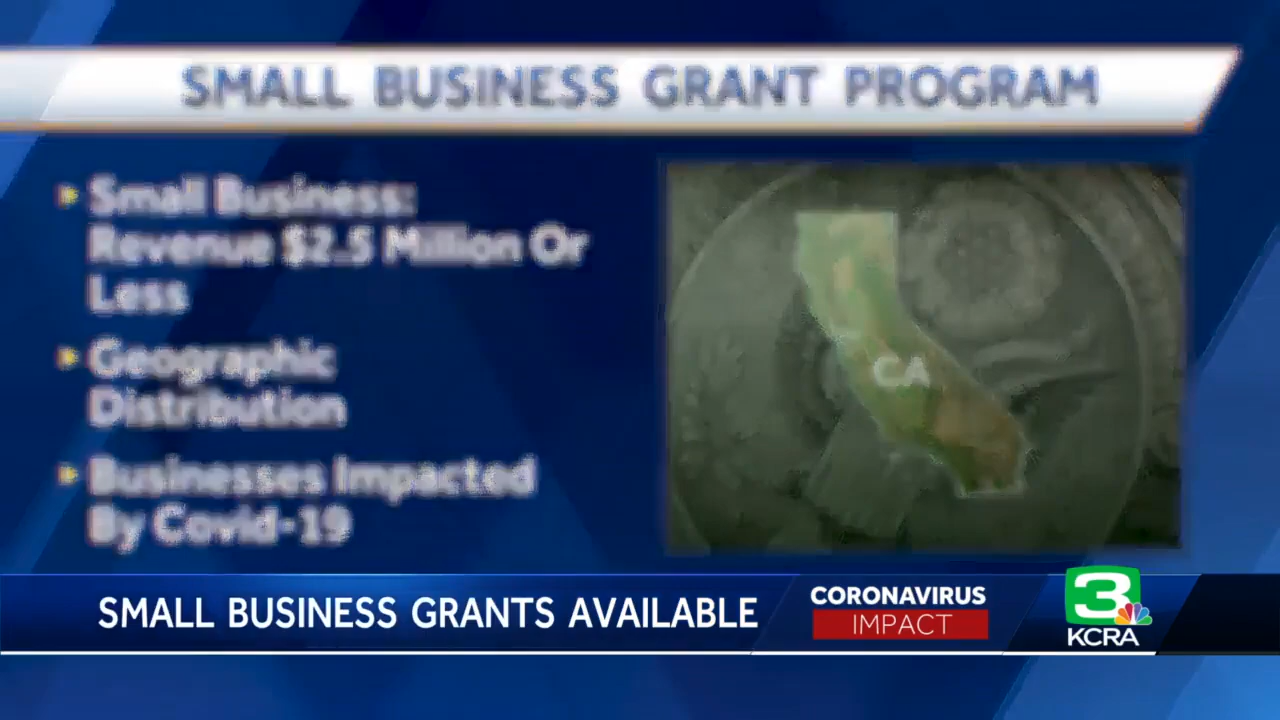 SMALL BUSINESS GRANT PROGRAM
Small Business:
Revenue $2.5 Million Or
Less
Geographic
Distribution
Businesses Impacted
By Covid-19
CA
SMALL BUSINESS GRANTS AVAILABLE
CORONAVIRUS
IMPACT
3
KCRA